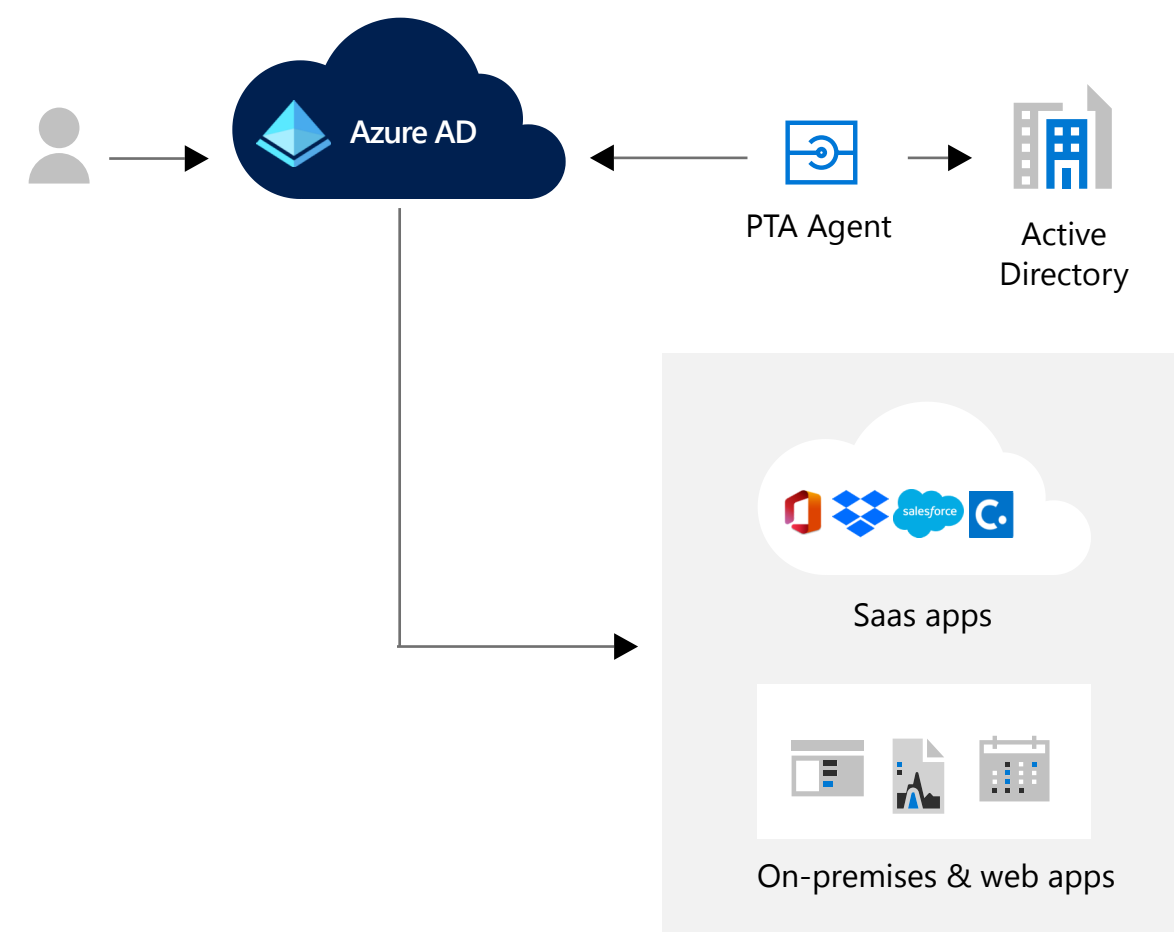 Azure AD
PTA Agent
Active
Directory
salesforce
C.
Saas apps
On-premises & web apps